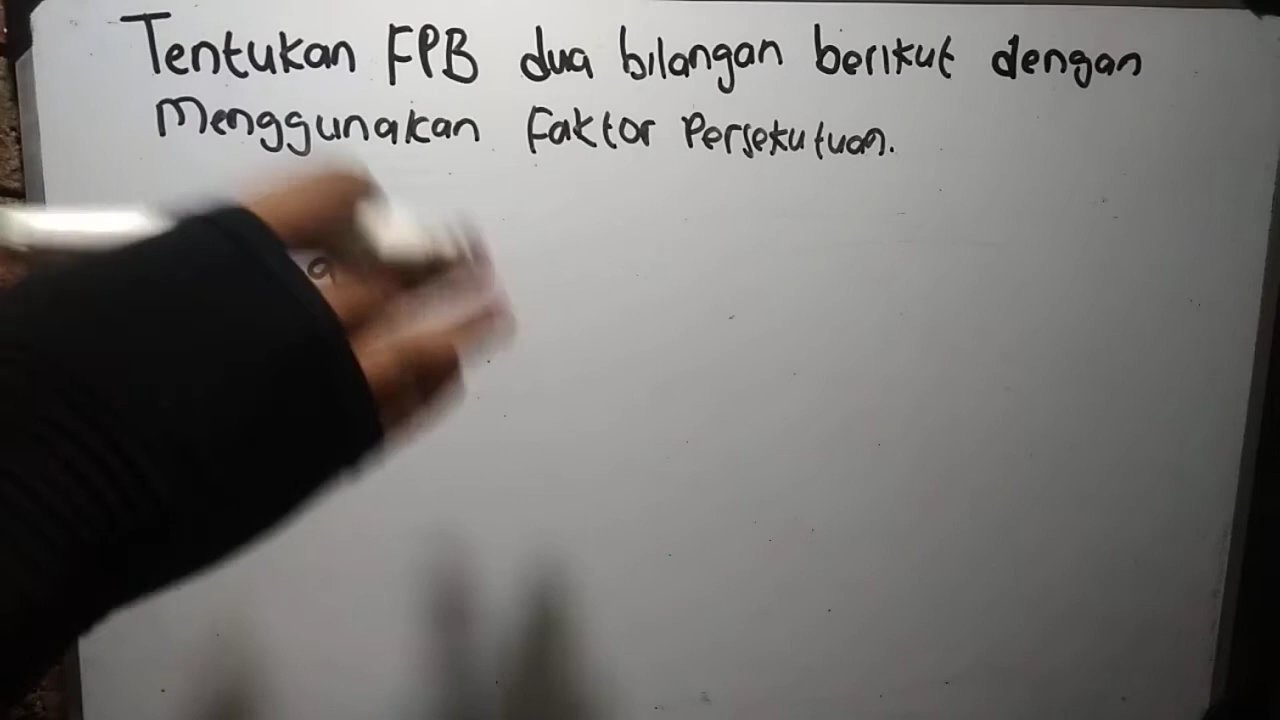 Tentukan FPB dua bilangan berikut dengan
Menggunakan Faktor Persekutuan.
a